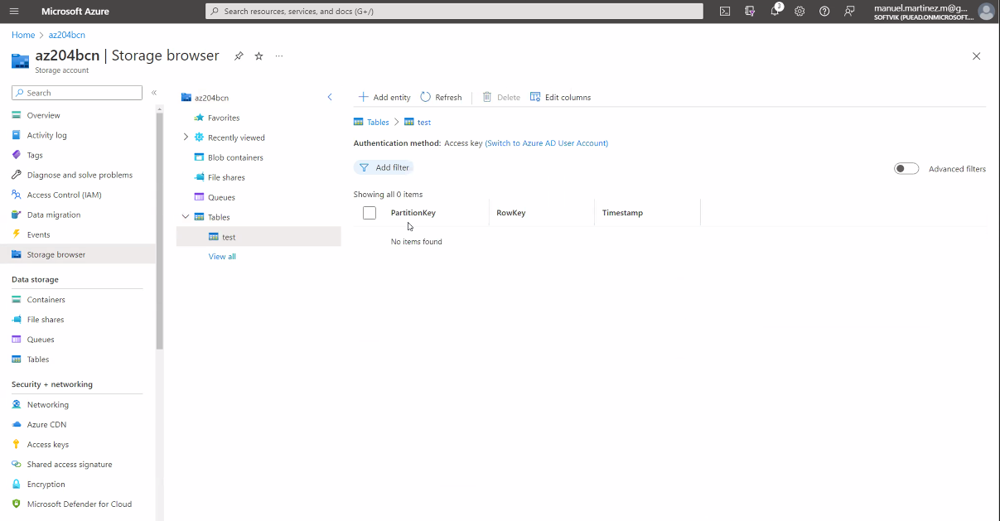 Microsoft Azure
Search resources, services, and docs (G+/)
3
manuel.martinez.m@g...
SOFTVIK (PUEAD.ONMICROSOFT....
Home > az204bcn
az204bcn | Storage browser
...
Storage account
Search
«
Overview
Activity log
Tags
Diagnose and solve problems
Access Control (IAM)
Data migration
Events
Storage browser
Data storage
Containers
File shares
Queues
Tables
Security + networking
Networking
Azure CDN
Access keys
Shared access signature
Encryption
Microsoft Defender for Cloud
az204bcn
Favorites
Recently viewed
Blob containers
File shares
Queues
Tables
test
View all
Add entity Refresh Delete Edit columns
Tables > test
Authentication method: Access key (Switch to Azure AD User Account)
Add filter
Advanced filters
Showing all 0 items
PartitionKey RowKey Timestamp
No items found